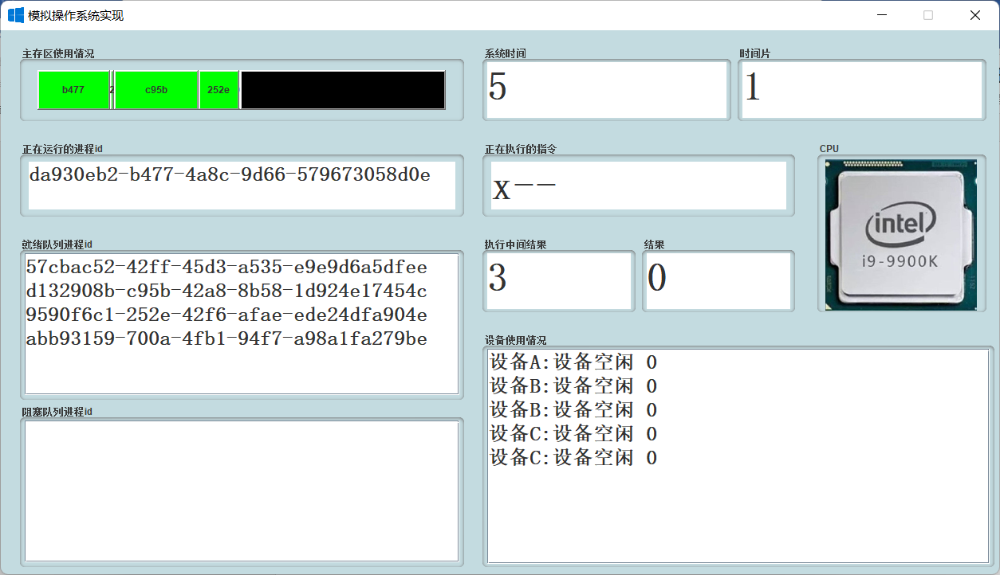 模拟操作系统实现
主存区使用情况
b477
2
c95b
252e
系统时间
5
时间片
1
正在运行的进程id
da930eb2-b477-4a8c-9d66-579673058d0e
正在执行的指令
x--
CPU
intel
i9-9900K
就绪队列进程id
57cbac52-42ff-45d3-a535-e9e9d6a5dfee
d132908b-c95b-42a8-8b58-1d924e17454c
9590f6c1-252e-42f6-afae-ede24dfa904e
abb93159-700a-4fb1-94f7-a98a1fa279be
执行中间结果
3
结果
0
阻塞队列进程id
设备使用情况
设备A:设备空闲 0
设备B:设备空闲 0
设备B:设备空闲 0
设备C:设备空闲 0
设备C:设备空闲 0